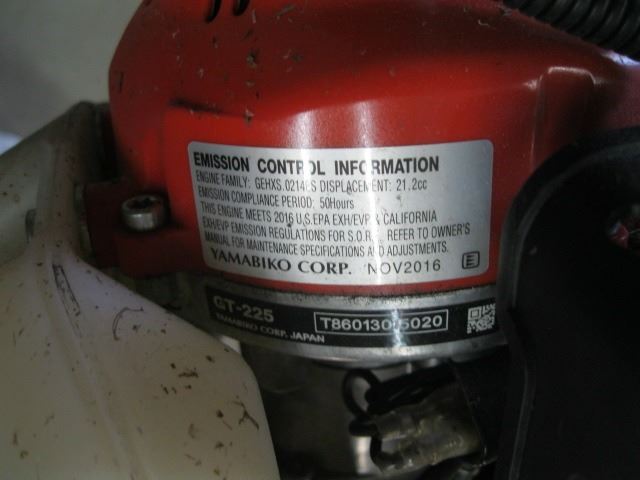 EMISSION CONTROL INFORMATION
ENGINE FAMILY: GEHXS.0214ES DISPLACEMENT: 21.2cc
EMISSION COMPLIANCE PERIOD: 50Hours
THIS ENGINE MEETS 2016 U.S.EPA EXH/EVP & CALIFORNIA
EXH/EVP EMISSION REGULATIONS FOR S.O.R.E. REFER TO OWNER'S
MANUAL FOR MAINTENANCE SPECIFICATIONS AND ADJUSTMENTS.
YAMABIKO CORP. NOV2016 E
GT-225
T86013015020
YAMABIKO CORP. JAPAN